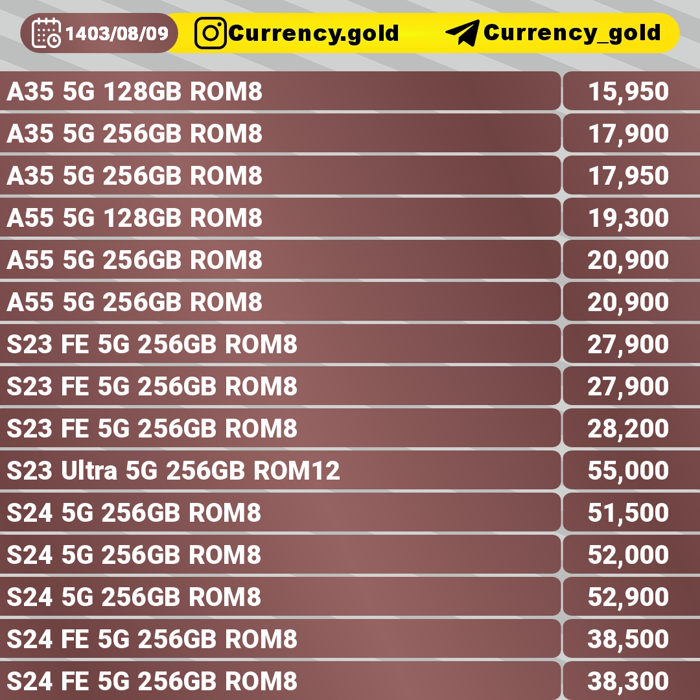 1403/08/09 Currency.gold Currency_gold
A35 5G 128GB ROM8 15,950
A35 5G 256GB ROM8 17,900
A35 5G 256GB ROM8 17,950
A55 5G 128GB ROM8 19,300
A55 5G 256GB ROM8 20,900
A55 5G 256GB ROM8 20,900
S23 FE 5G 256GB ROM8 27,900
S23 FE 5G 256GB ROM8 27,900
S23 FE 5G 256GB ROM8 28,200
S23 Ultra 5G 256GB ROM12 55,000
S24 5G 256GB ROM8 51,500
S24 5G 256GB ROM8 52,000
S24 5G 256GB ROM8 52,900
S24 FE 5G 256GB ROM8 38,500
S24 FE 5G 256GB ROM8 38,300